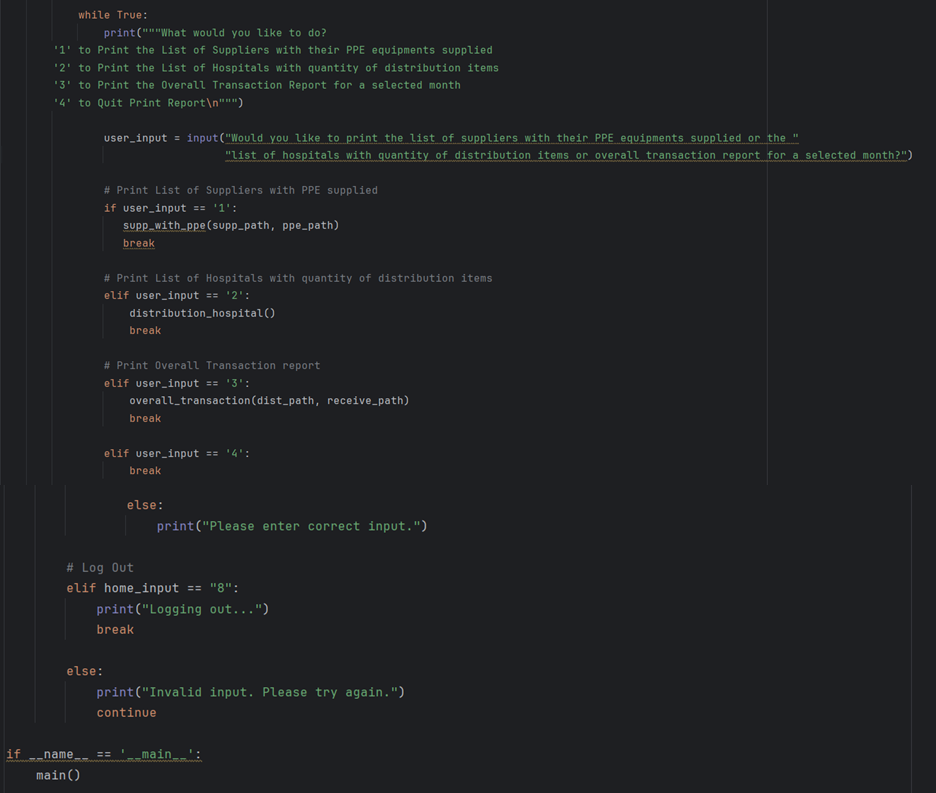 while True:
print("""What would you like to do?
'1' to Print the List of Suppliers with their PPE equipments supplied
'2' to Print the List of Hospitals with quantity of distribution items
'3' to Print the Overall Transaction Report for a selected month
'4' to Quit Print Report\n""")
user_input = input("Would you like to print the list of suppliers with their PPE equipments supplied or the "
"list of hospitals with quantity of distribution items or overall transaction report for a selected month?")
# Print List of Suppliers with PPE supplied
if user_input == '1':
supp_with_ppe(supp_path, ppe_path)
break
# Print List of Hospitals with quantity of distribution items
elif user_input == '2':
distribution_hospital()
break
# Print Overall Transaction report
elif user_input == '3':
overall_transaction(dist_path, receive_path)
break
elif user_input == '4':
break
else:
print("Please enter correct input.")
# Log Out
elif home_input == "8":
print("Logging out...")
break
else:
print("Invalid input. Please try again.")
continue
if __name__ == '__main__':
main()